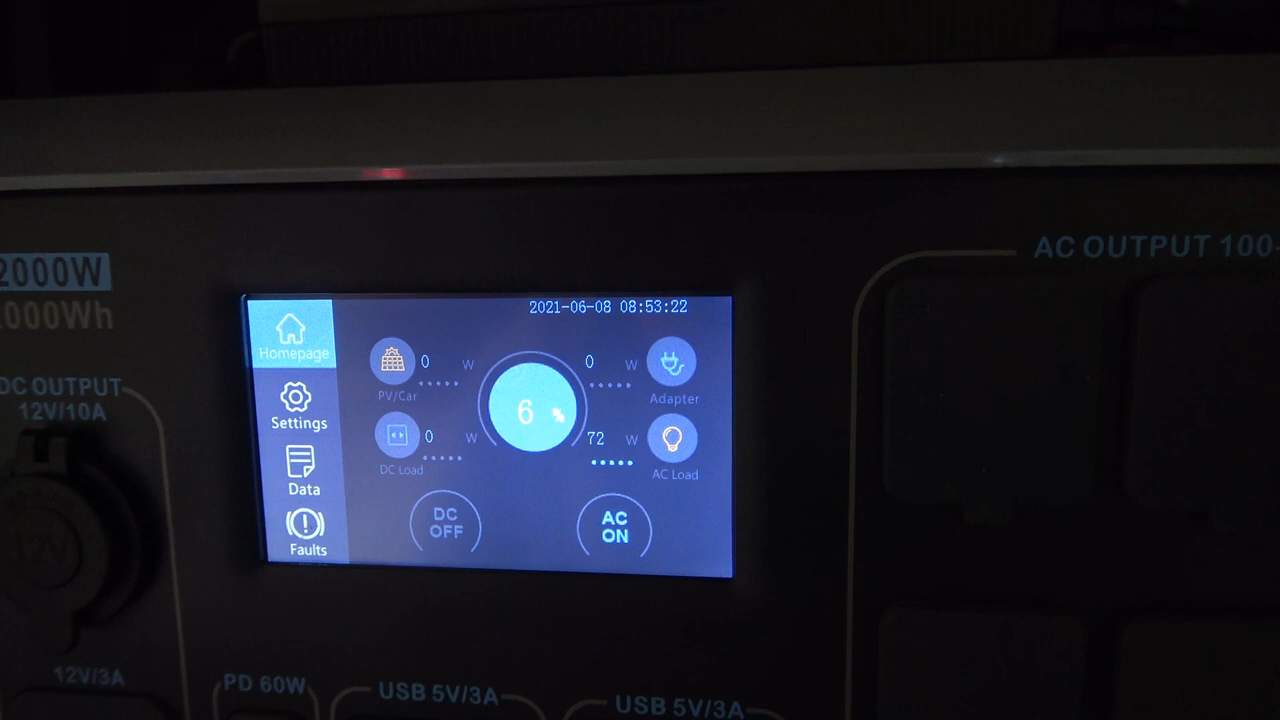 2000W
000Wh
DC OUTPUT
12V/10A
12V
12V/3A
PD 60W
USB 5V/3A
USB 5V/3A
AC OUTPUT 100-
2021-06-08 08:53:22
Homepage
Settings
Data
Faults
0 W
PV/Car
0 W
DC Load
6 %
0 W
Adapter
72 W
AC Load
DC
OFF
AC
ON